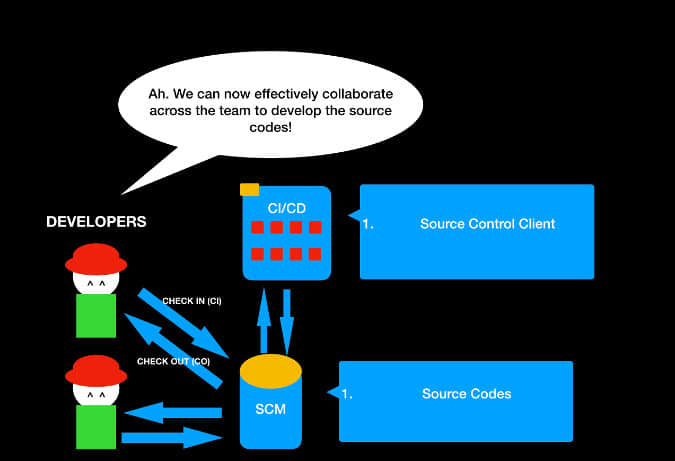 Ah. We can now effectively collaborate
across the team to develop the source
codes!
DEVELOPERS
CI/CD
1. Source Control Client
CHECK IN (CI)
CHECK OUT (CO)
SCM
1. Source Codes